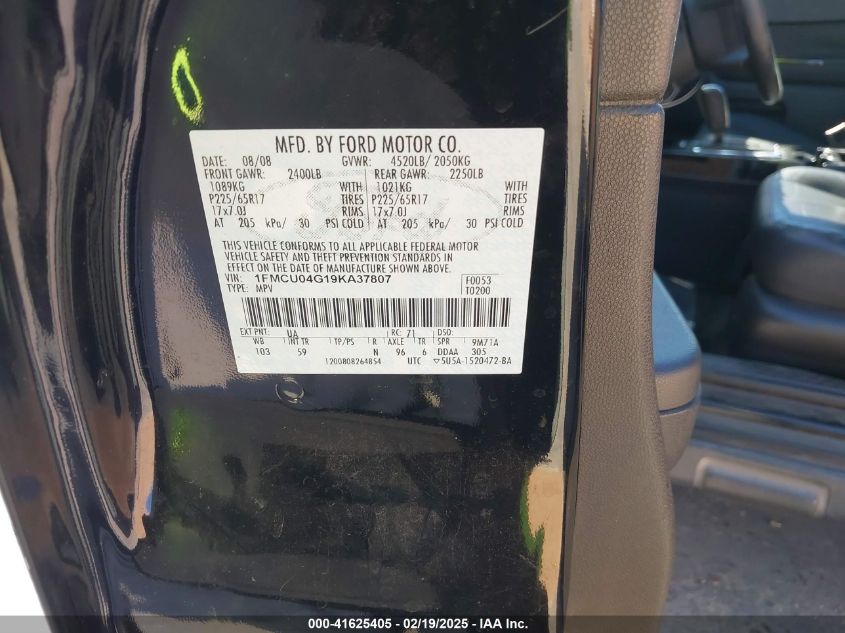 MFD. BY FORD MOTOR CO.
DATE: 08/08 GVWR: 4520LB/ 2050KG
FRONT GAWR: 2400LB REAR GAWR: 2250LB
1089KG WITH 1021KG WITH
P225/65R17 TIRES P225/65R17 TIRES
17x7.0J RIMS 17x7.0J RIMS
AT 205 kPa/ 30 PSI COLD AT 205 kPa/ 30 PSI COLD
THIS VEHICLE CONFORMS TO ALL APPLICABLE FEDERAL MOTOR
VEHICLE SAFETY AND THEFT PREVENTION STANDARDS IN
EFFECT ON THE DATE OF MANUFACTURE SHOWN ABOVE.
VIN: 1FMCU04G19KA37807 F0053
TYPE: MPV T0200
EXT PNT: UA RC: 71 DSO:
WB INT TR TP/PS R AXLE TR SPR 9M71A
103 59 N 96 6 DDAA 305
1200808264854 UTC ▽5U5A-1520472-BA
000-41625405 - 02/19/2025 - IAA Inc.